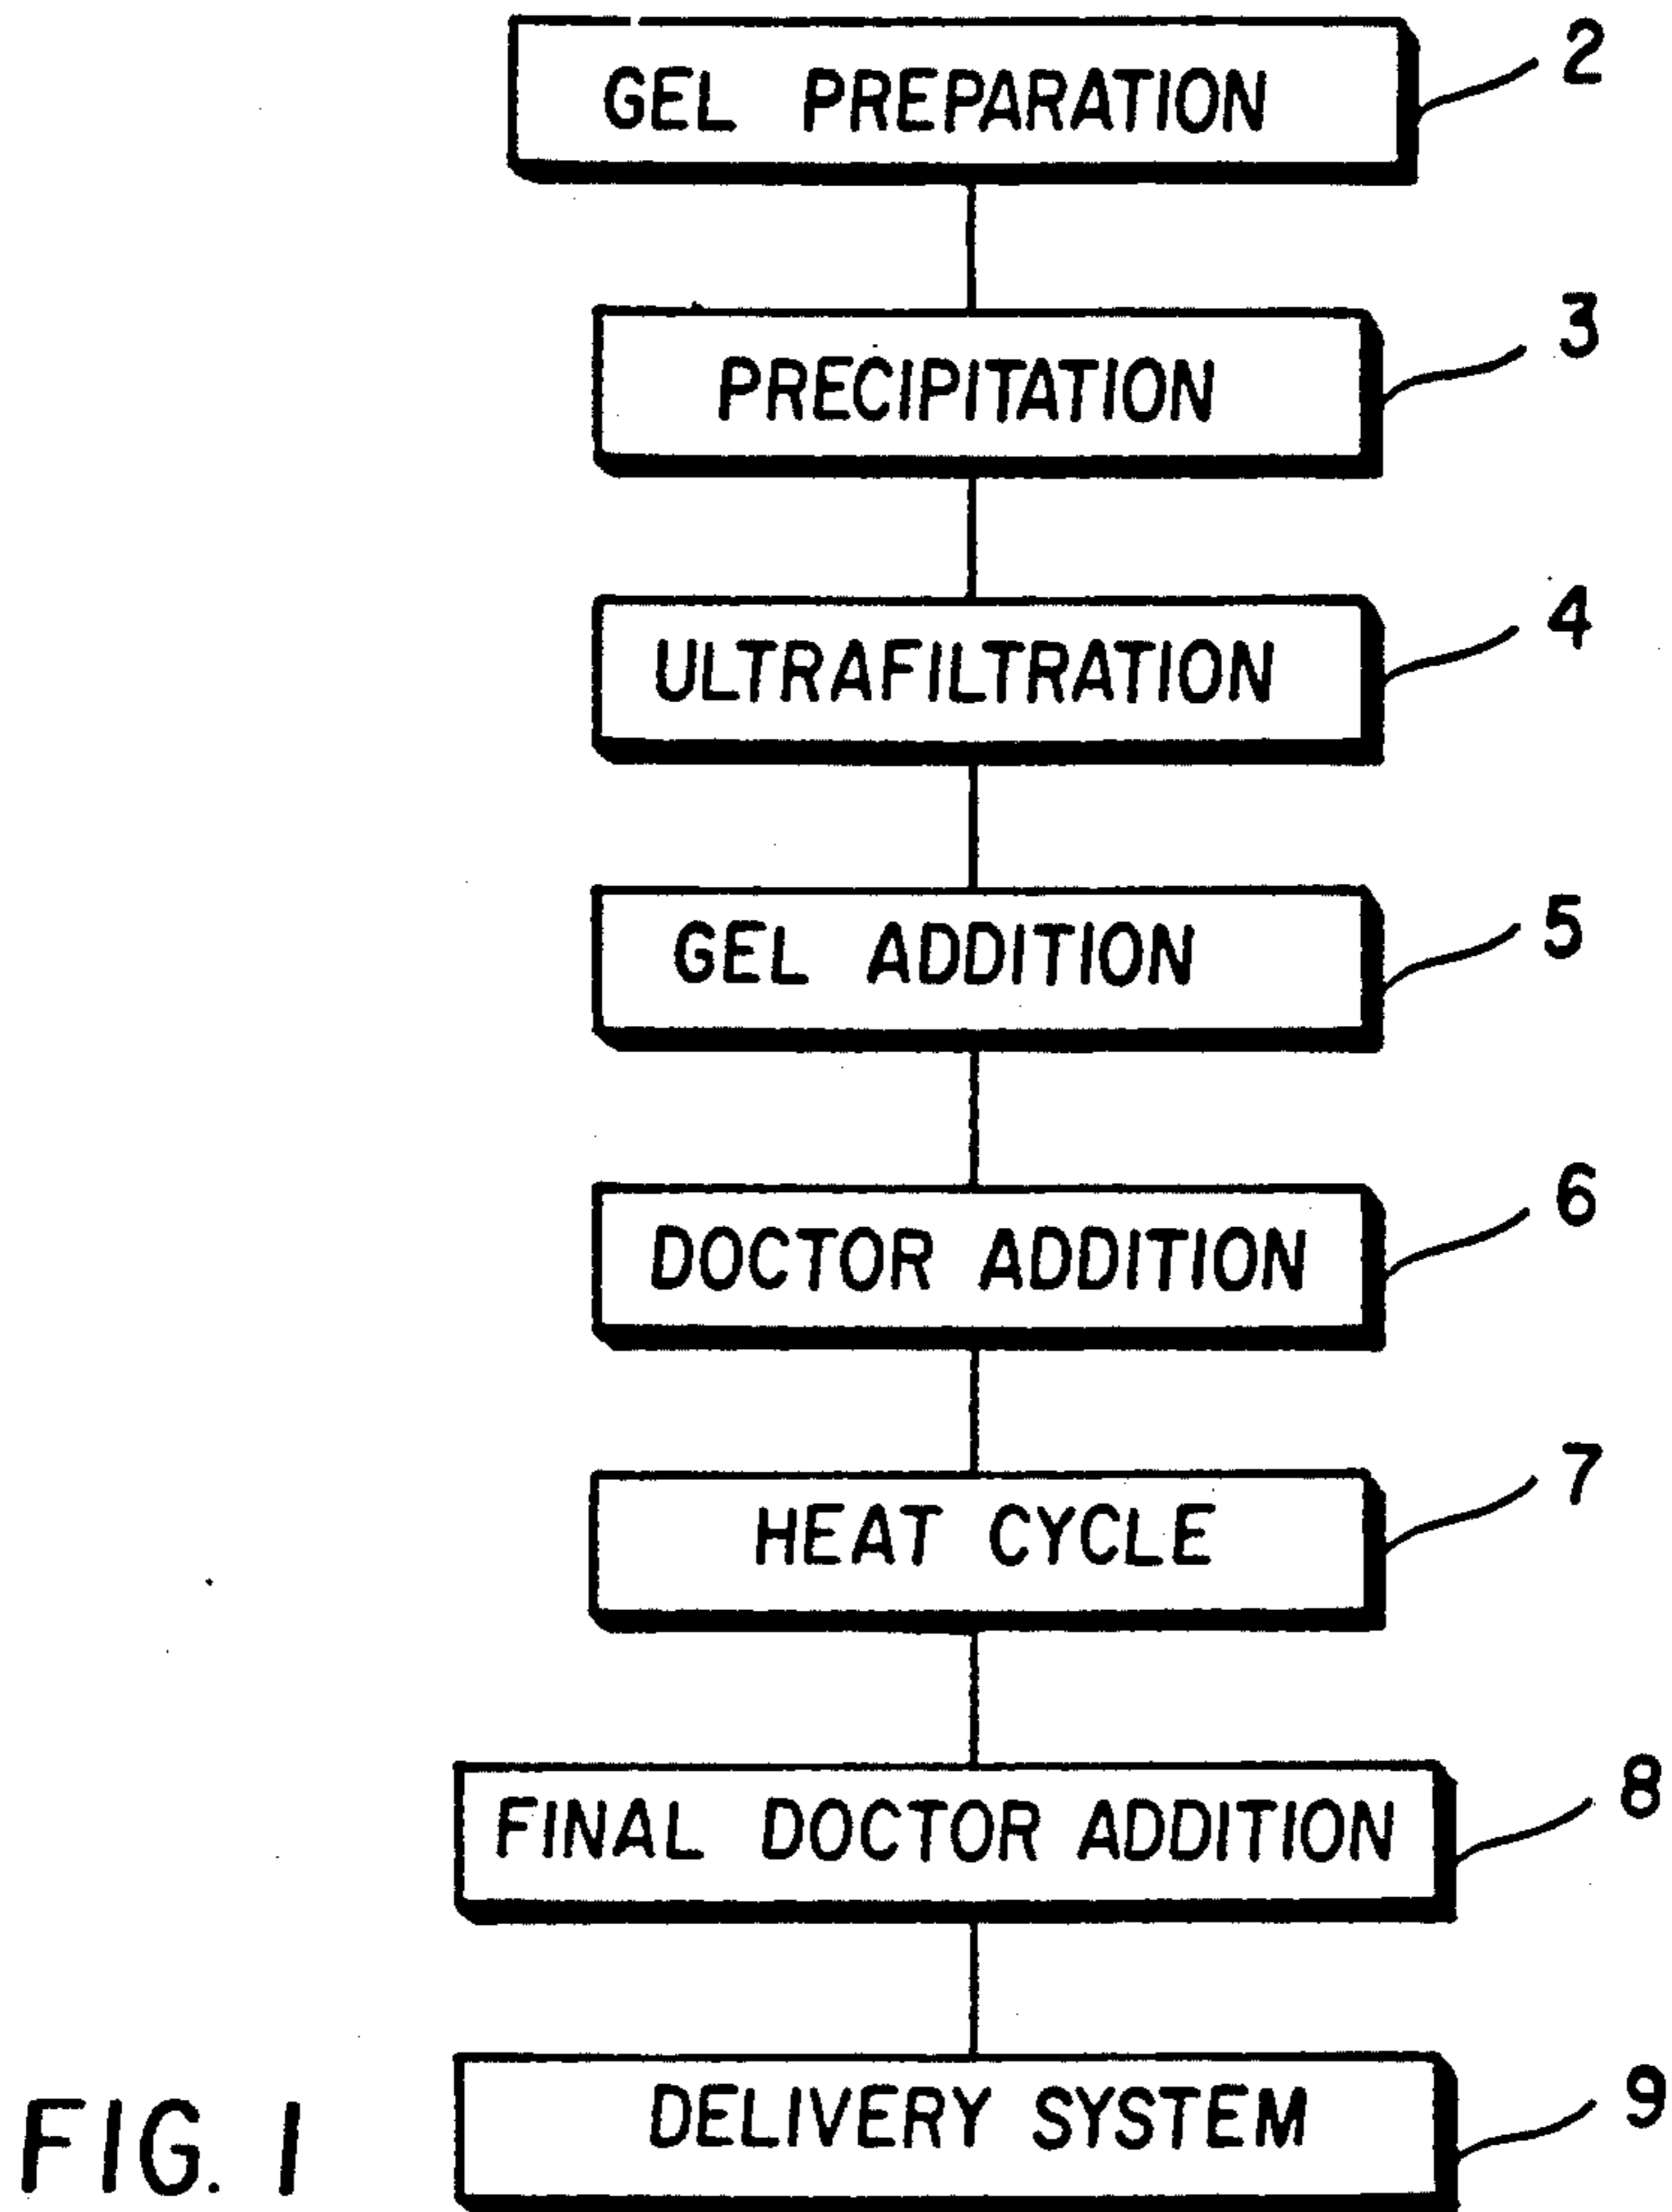 GEL PREPARATION 2
PRECIPITATION 3
ULTRAFILTRATION 4
GEL ADDITION 5
DOCTOR ADDITION 6
HEAT CYCLE 7
FINAL DOCTOR ADDITION 8
DELIVERY SYSTEM 9
FIG. 1